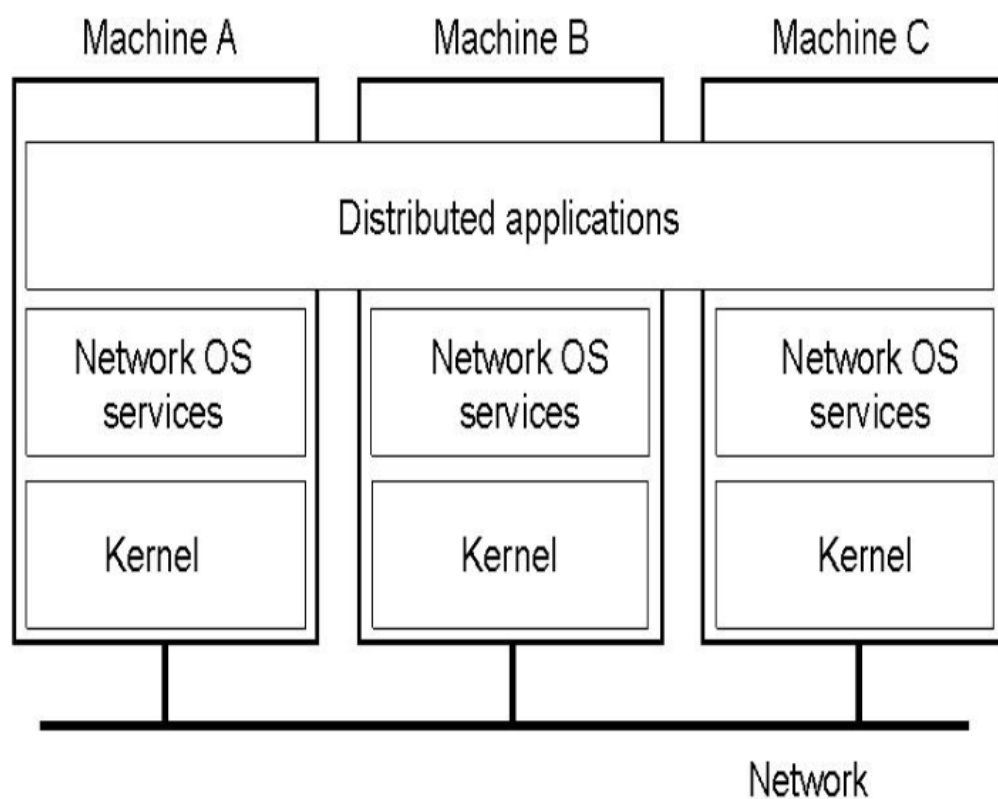 Machine A
Machine B
Machine C
Distributed applications
Network OS
services
Network OS
services
Network OS
services
Kernel
Kernel
Kernel
Network